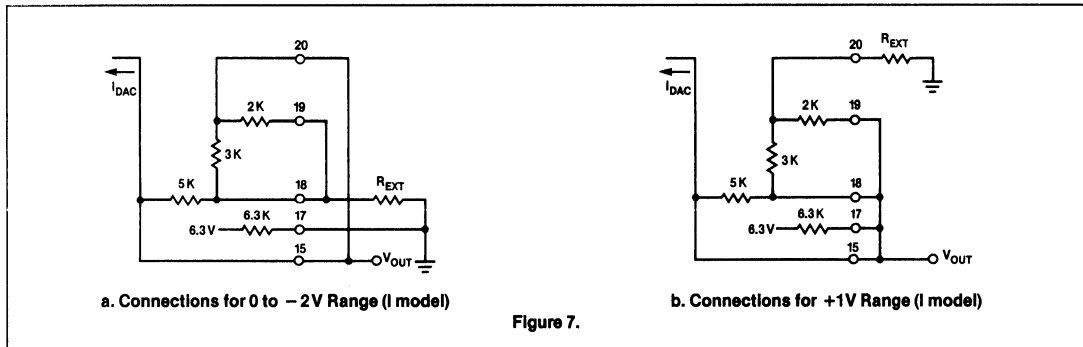 20
I_DAC
2K
19
3K
5K
18
R_EXT
6.3K
17
6.3V
15
V_OUT
a. Connections for 0 to −2V Range (I model)
20
R_EXT
I_DAC
2K
19
3K
5K
18
6.3K
17
6.3V
15
V_OUT
b. Connections for +1V Range (I model)
Figure 7.